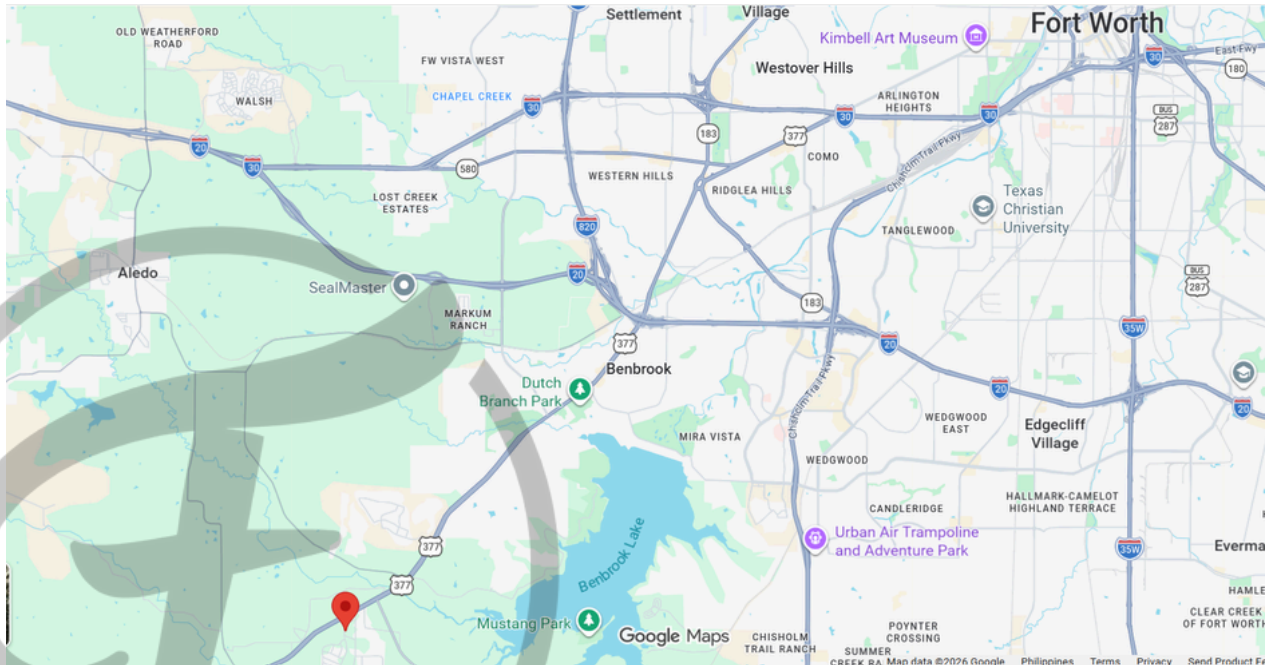 Settlement
Village
Fort Worth
OLD WEATHERFORD
ROAD
Kimbell Art Museum
30
East Fwy
180
FW VISTA WEST
Westover Hills
WALSH
CHAPEL CREEK
30
ARLINGTON
HEIGHTS
30
30
BUS
287
183
377
20
30
580
COMO
Chisholm Trail Pkwy
WESTERN HILLS
RIDGLEA HILLS
LOST CREEK
ESTATES
Texas
Christian
University
820
TANGLEWOOD
Aledo
20
SealMaster
BUS
287
183
MARKUM
RANCH
35W
377
20
Benbrook
Dutch
Branch Park
20
20
Chisholm Trail Pkwy
WEDGWOOD
EAST
Edgecliff
Village
MIRA VISTA
WEDGWOOD
HALLMARK-CAMELOT
HIGHLAND TERRACE
CANDLERIDGE
Urban Air Trampoline
and Adventure Park
377
35W
Everma
Benbrook Lake
377
HAMLE
CLEAR CREEK
OF FORT WORTH
Mustang Park
Google Maps
CHISHOLM
TRAIL RANCH
POYNTER
CROSSING
SUMMER
CREEK RA
Map data ©2026 Google
Philippines
Terms
Privacy
Send Product Fe